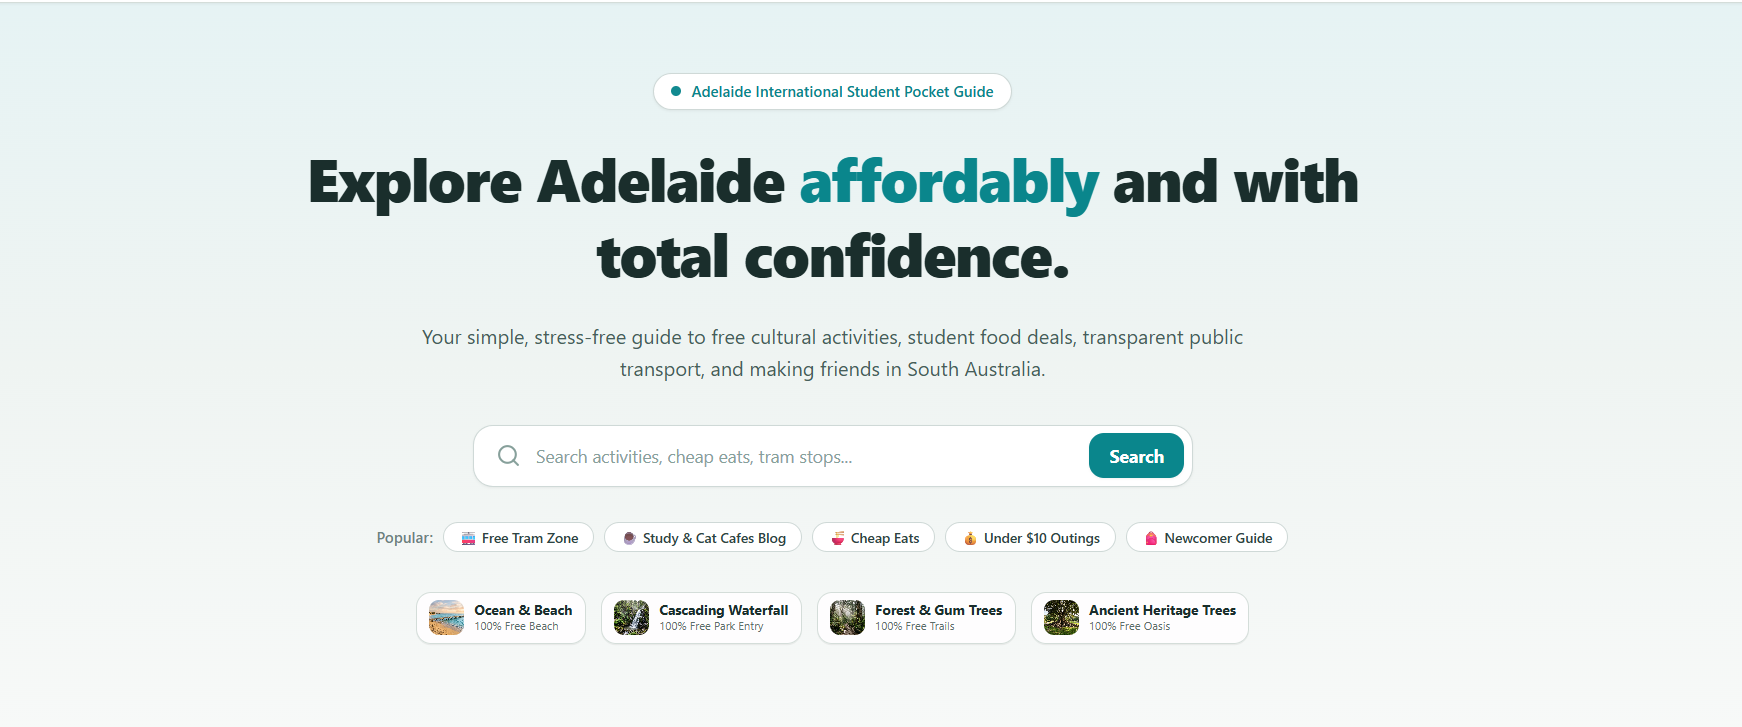 Adelaide International Student Pocket Guide
Explore Adelaide affordably and with
total confidence.
Your simple, stress-free guide to free cultural activities, student food deals, transparent public
transport, and making friends in South Australia.
Search activities, cheap eats, tram stops...
Search
Popular:
Free Tram Zone
Study & Cat Cafes Blog
Cheap Eats
Under $10 Outings
Newcomer Guide
Ocean & Beach
100% Free Beach
Cascading Waterfall
100% Free Park Entry
Forest & Gum Trees
100% Free Trails
Ancient Heritage Trees
100% Free Oasis